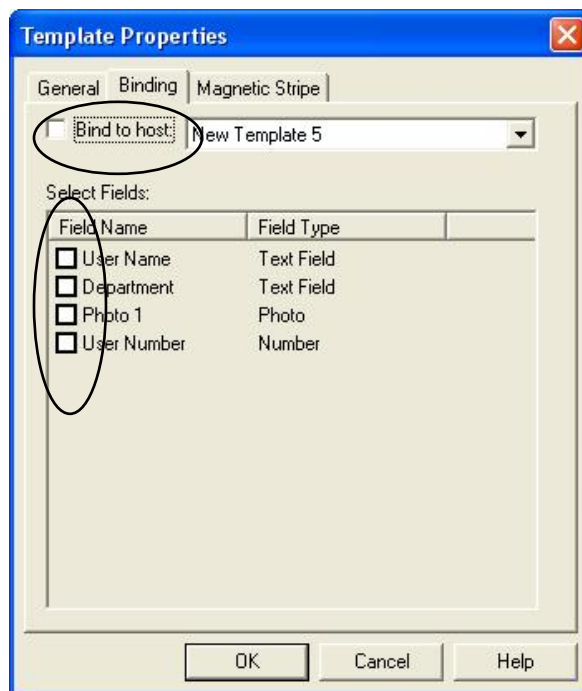 Template Properties
General Binding Magnetic Stripe
Bind to host: New Template 5
Select Fields:
Field Name Field Type
User Name Text Field
Department Text Field
Photo 1 Photo
User Number Number
OK Cancel Help